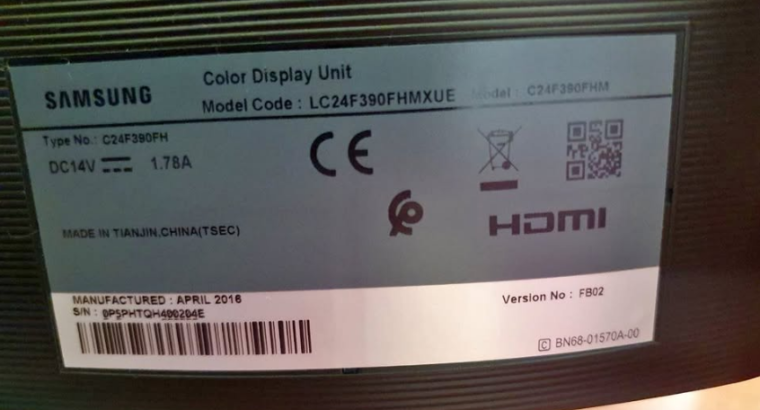 SAMSUNG
Color Display Unit
Model Code : LC24F390FHMXUE Model : C24F390FHM
Type No.: C24F390FH
DC14V 1.78A
CE
MADE IN TIANJIN,CHINA(TSEC)
HDMI
MANUFACTURED : APRIL 2016
S/N : 0P5PHTQH400204E
Version No : FB02
C BN68-01570A-00